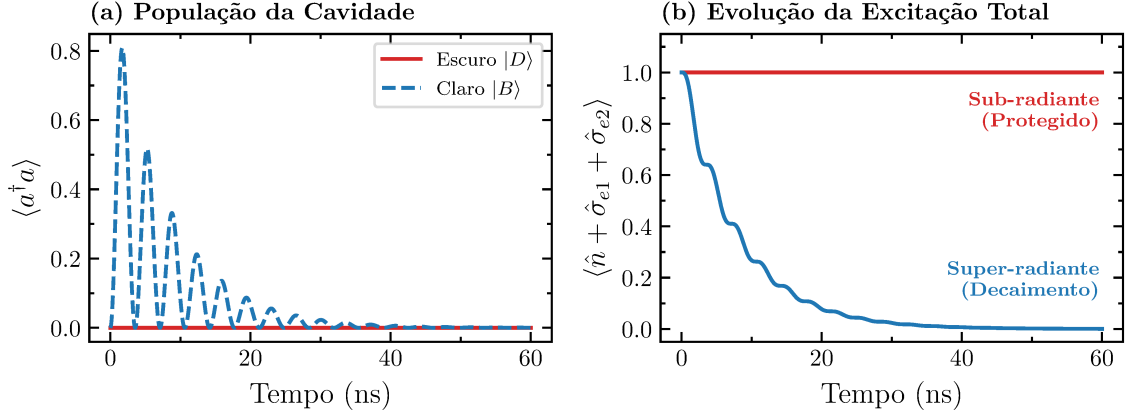 (a) População da Cavidade
0.8
0.6
0.4
0.2
0.0
⟨a†a⟩
Escuro |D⟩
Claro |B⟩
0 20 40 60
Tempo (ns)
(b) Evolução da Excitação Total
1.0
0.8
0.6
0.4
0.2
0.0
⟨n̂ + σ̂e1 + σ̂e2⟩
Sub-radiante
(Protegido)
Super-radiante
(Decaimento)
0 20 40 60
Tempo (ns)